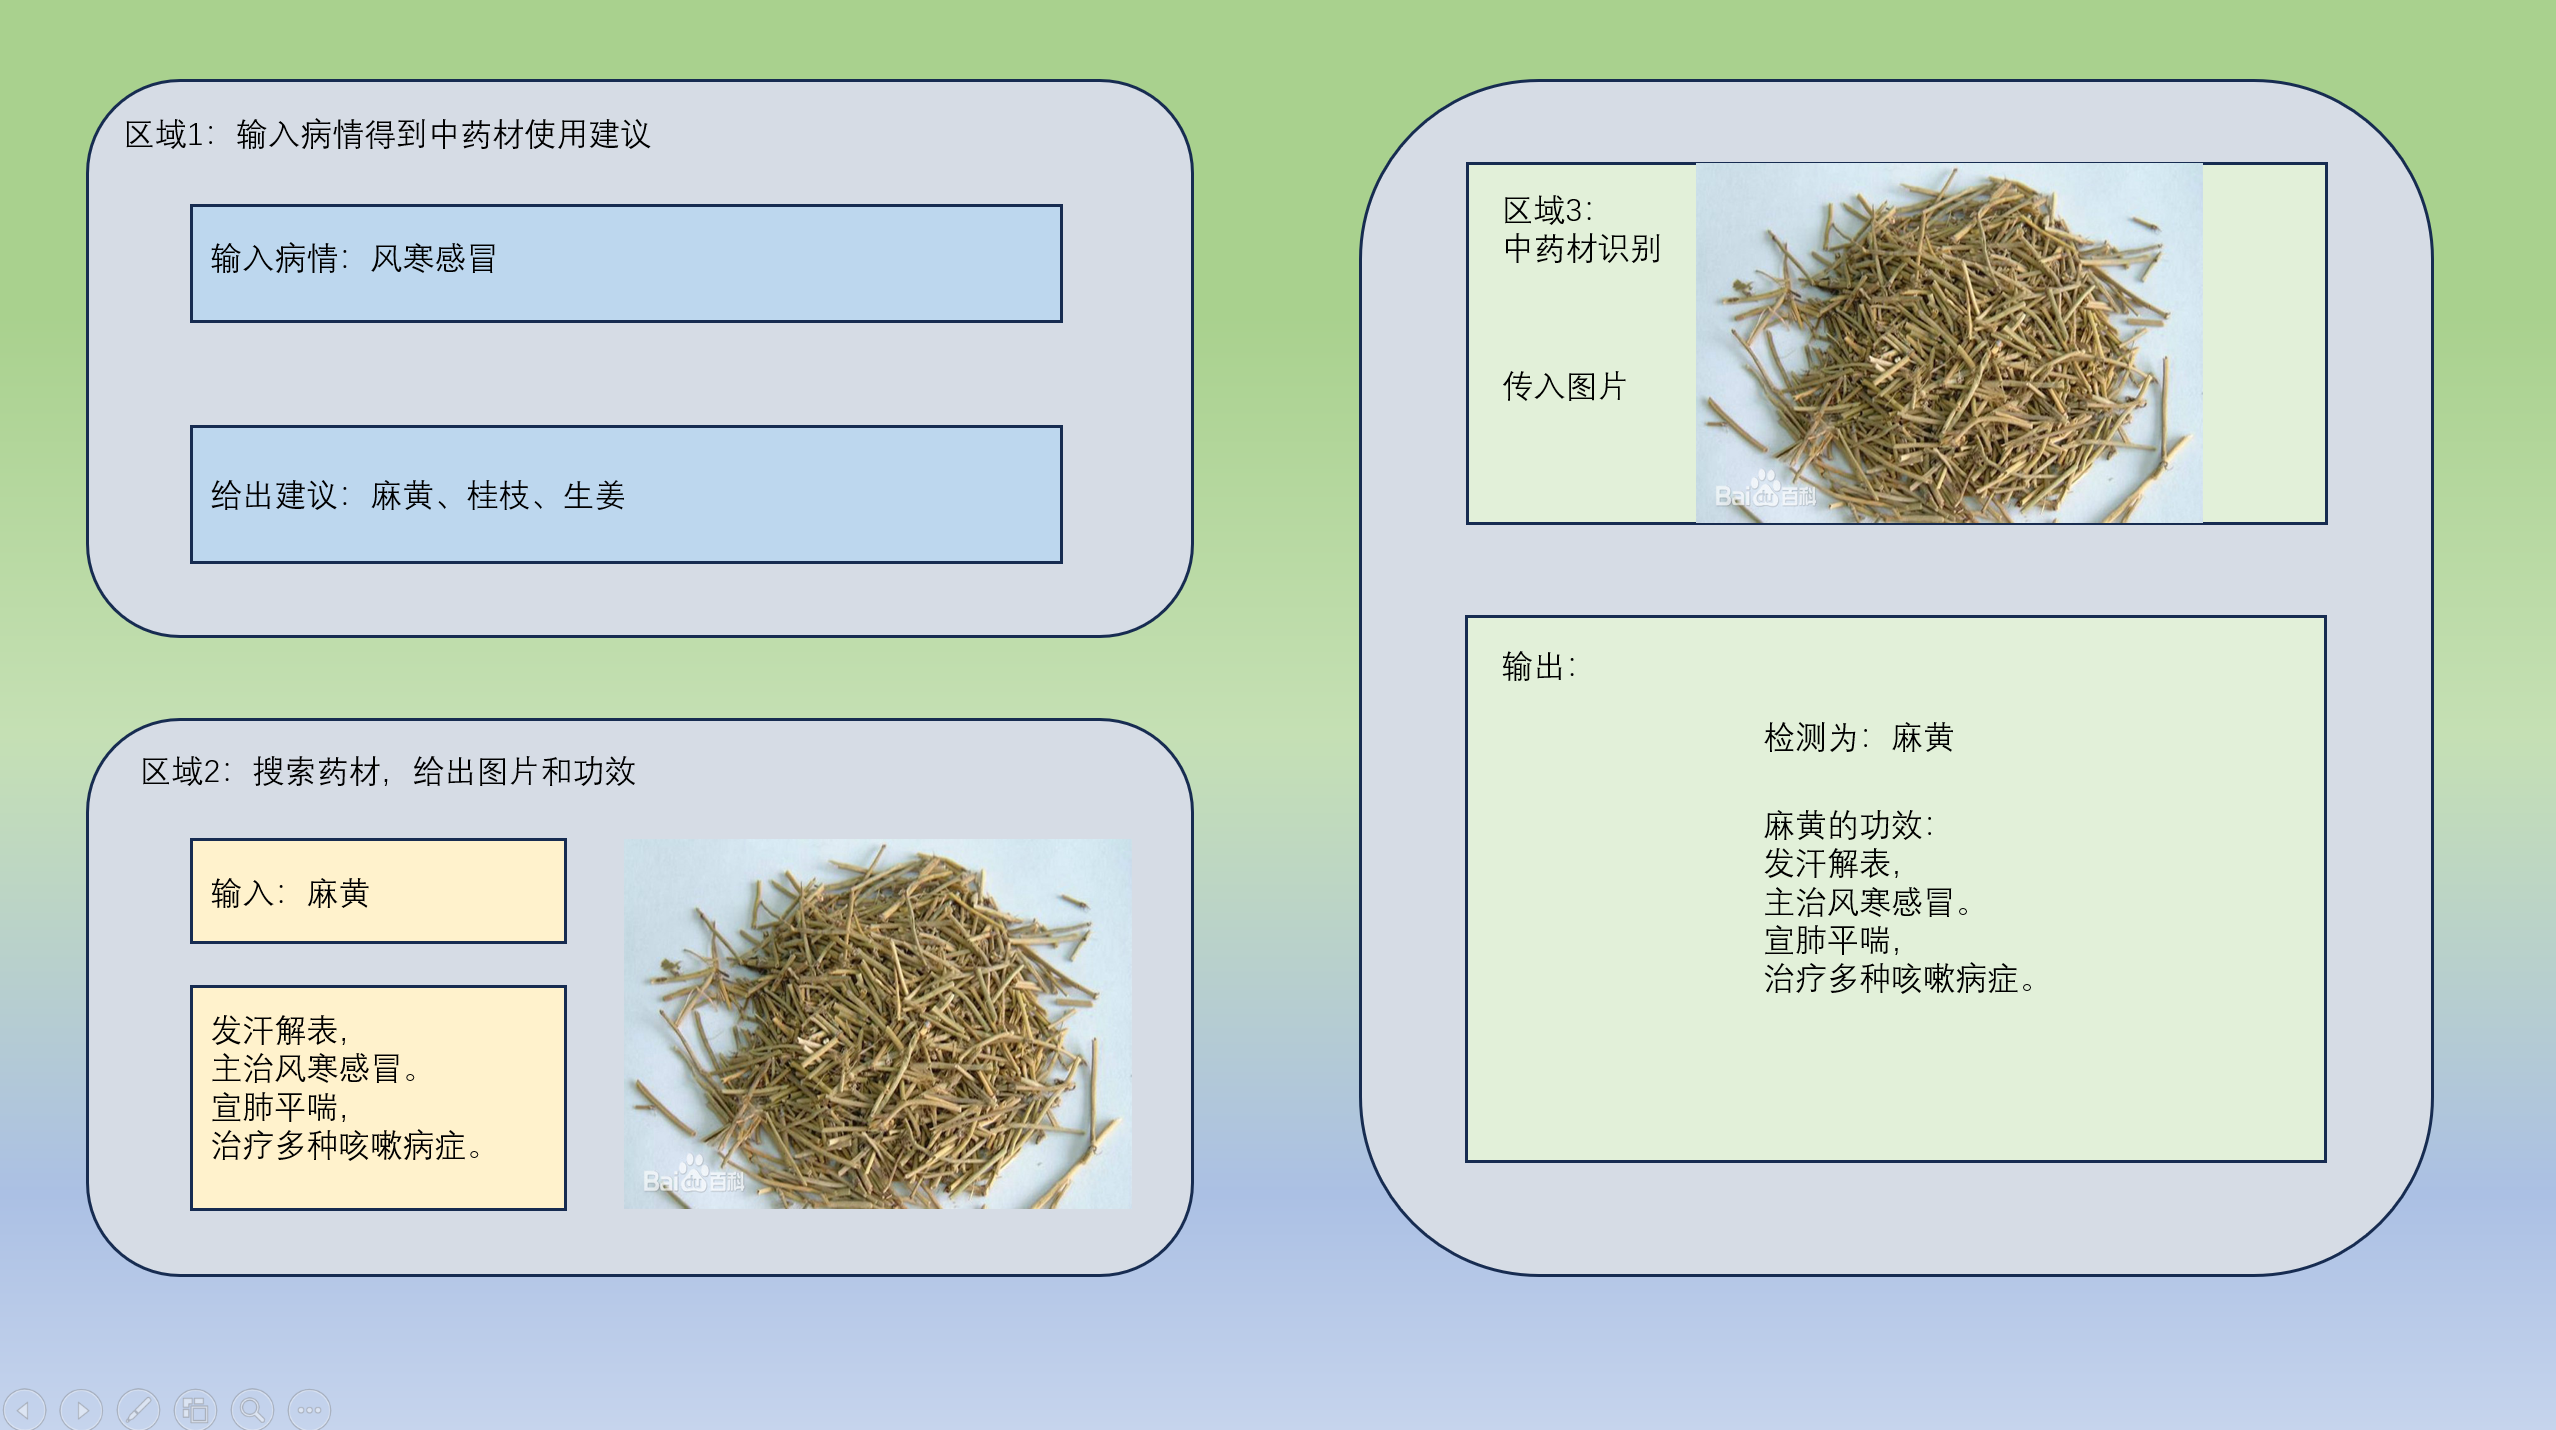 区域1：输入病情得到中药材使用建议
输入病情：风寒感冒
给出建议：麻黄、桂枝、生姜
区域2：搜索药材，给出图片和功效
输入：麻黄
发汗解表，
主治风寒感冒。
宣肺平喘，
治疗多种咳嗽病症。
Baidu百科
区域3：
中药材识别
传入图片
Baidu百科
输出：
检测为：麻黄
麻黄的功效：
发汗解表，
主治风寒感冒。
宣肺平喘，
治疗多种咳嗽病症。